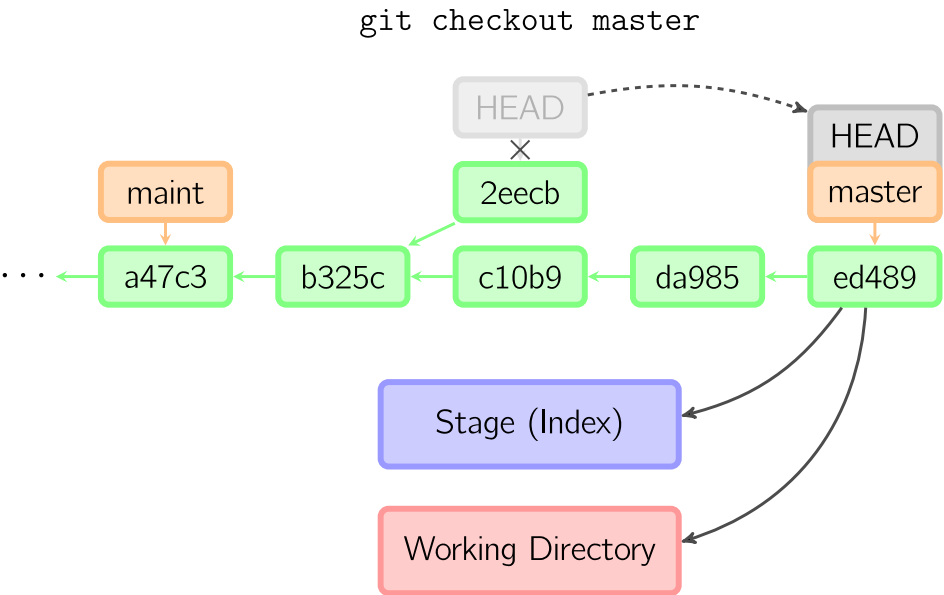 git checkout master
HEAD
HEAD
maint
2eecb
master
...
a47c3
b325c
c10b9
da985
ed489
Stage (Index)
Working Directory